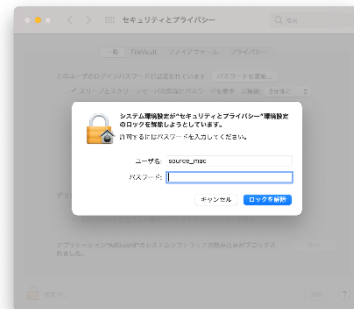 セキュリティとプライバシー
検索
一般 FileVault ファイアウォール プライバシー
このユーザのログインパスワードが設定されています パスワードを変更...
システム環境設定が"セキュリティとプライバシー"環境設定
のロックを解除しようとしています。
許可するにはパスワードを入力してください。
ユーザ名: source_mac
パスワード:
キャンセル ロックを解除
?